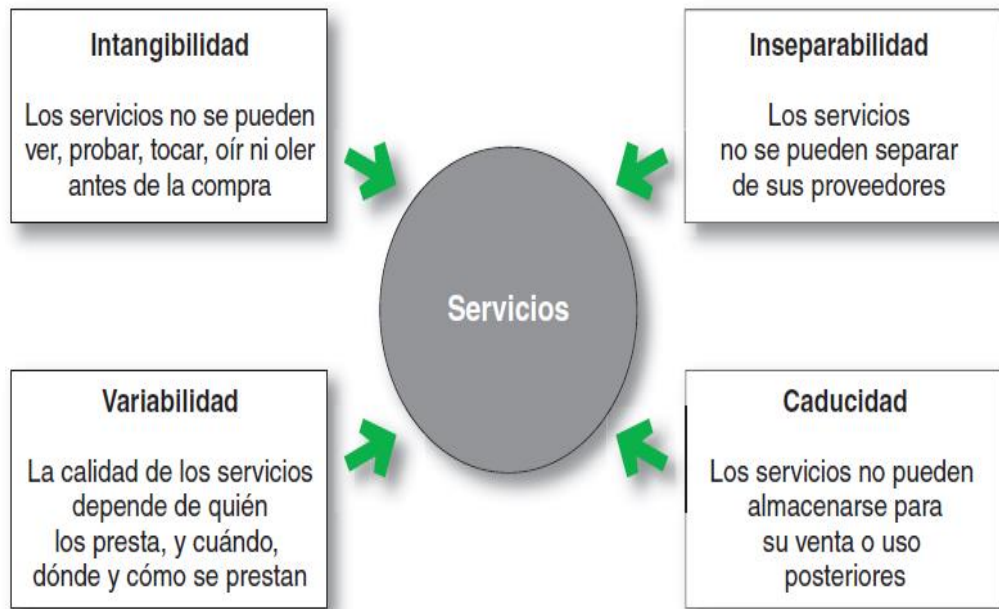 Intangibilidad
Los servicios no se pueden
ver, probar, tocar, oír ni oler
antes de la compra
Inseparabilidad
Los servicios
no se pueden separar
de sus proveedores
Servicios
Variabilidad
La calidad de los servicios
depende de quién
los presta, y cuándo,
dónde y cómo se prestan
Caducidad
Los servicios no pueden
almacenarse para
su venta o uso
posteriores